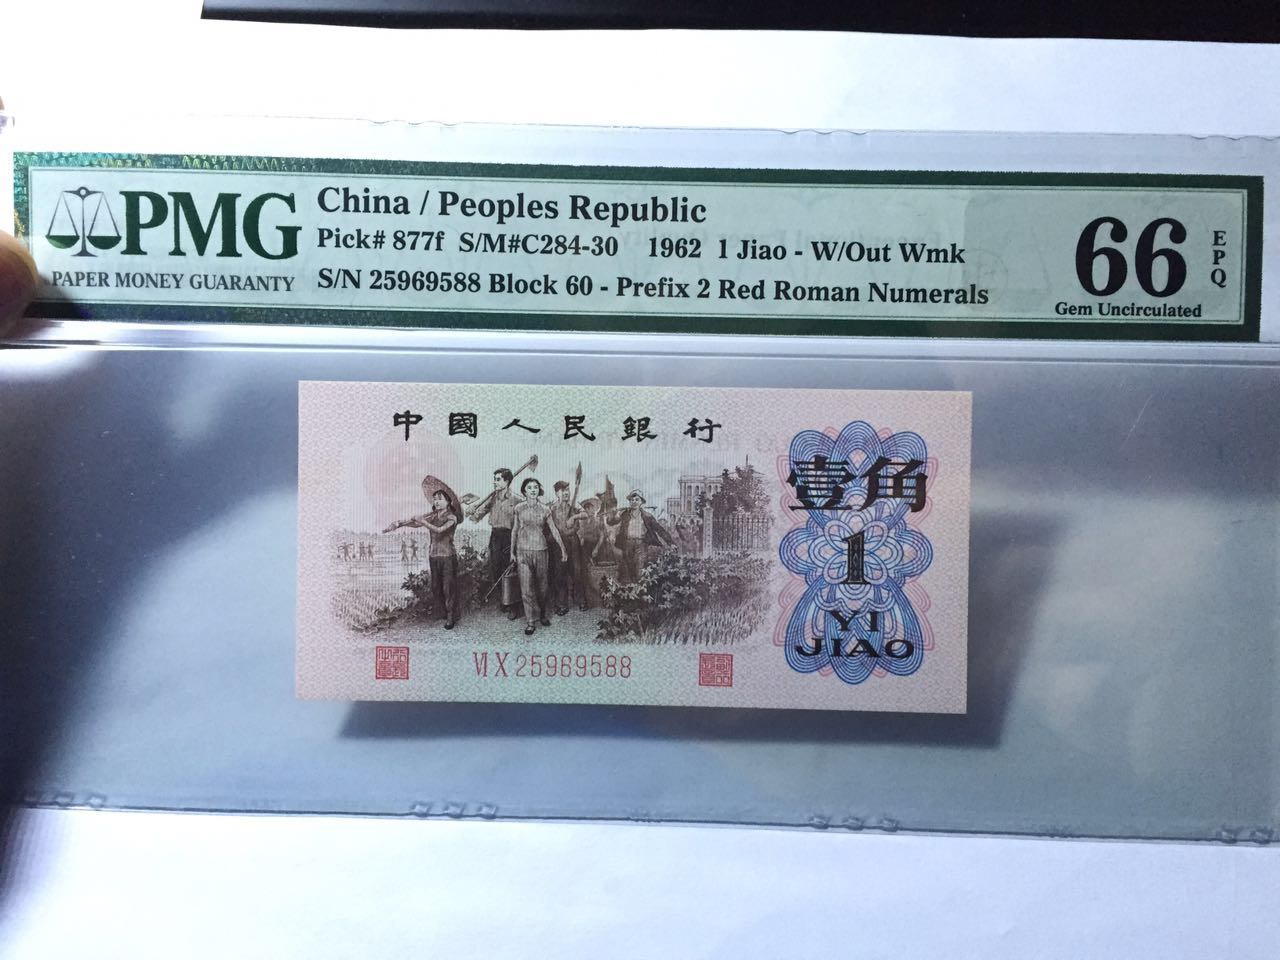 PMG
PAPER MONEY GUARANTY
China / Peoples Republic
Pick# 877f S/M#C284-30 1962 1 Jiao - W/Out Wmk
S/N 25969588 Block 60 - Prefix 2 Red Roman Numerals
66
EPQ
Gem Uncirculated
中國人民銀行
壹角
1
YI
JIAO
VI X 25969588